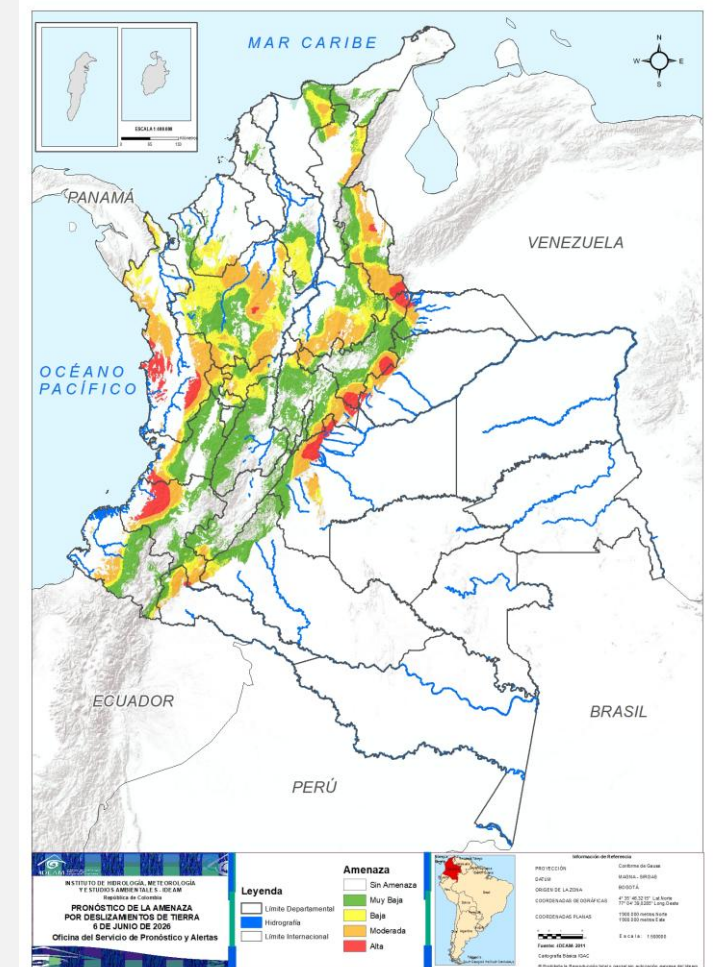 MAR CARIBE
N
W
E
S
ESCALA 1:
PANAMÁ
VENEZUELA
OCÉANO
PACÍFICO
ECUADOR
BRASIL
PERÚ
IDEAM
INSTITUTO DE HIDROLOGÍA, METEOROLOGÍA
Y ESTUDIOS AMBIENTALES - IDEAM
República de Colombia
PRONÓSTICO DE LA AMENAZA
POR DESLIZAMIENTOS DE TIERRA
6 DE JUNIO DE 2026
Oficina del Servicio de Pronóstico y Alertas
Leyenda
Límite Departamental
Hidrografía
Límite Internacional
Amenaza
Sin Amenaza
Muy Baja
Baja
Moderada
Alta
Información de Referencia
PROYECCIÓN Conforme de Gauss
DATUM MAGNA - SIRGAS
ORIGEN DE LA ZONA BOGOTÁ
COORDENADAS GEOGRÁFICAS
COORDENADAS PLANAS
Escala:
Fuente: IDEAM 2011
Cartografía Básica IGAC